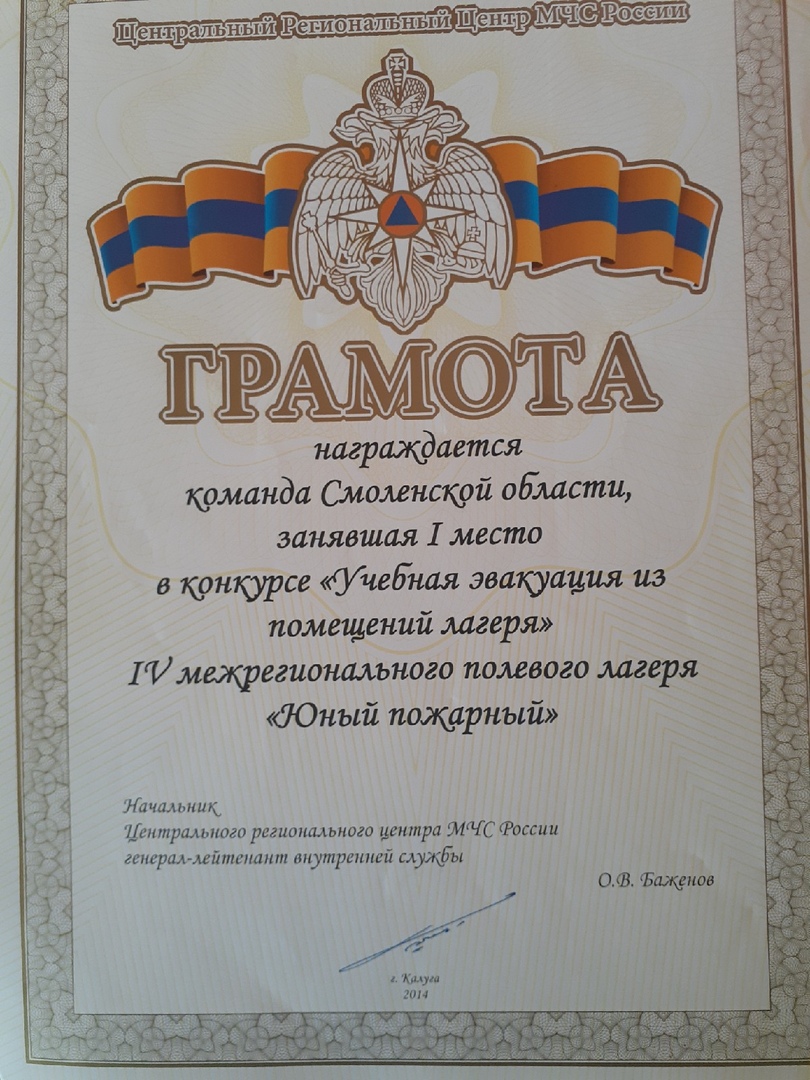 Центральный Региональный Центр МЧС России
ГРАМОТА
награждается
команда Смоленской области,
занявшая I место
в конкурсе «Учебная эвакуация из
помещений лагеря»
IV межрегионального полевого лагеря
«Юный пожарный»
Начальник
Центрального регионального центра МЧС России
генерал-лейтенант внутренней службы
О.В. Баженов
г. Калуга
2014